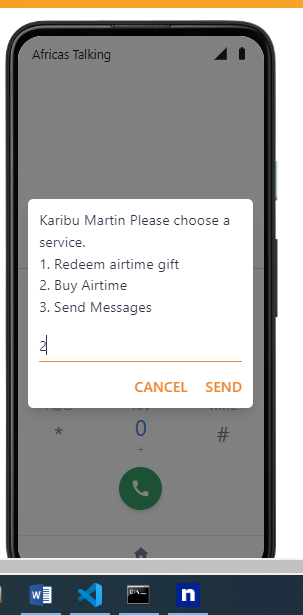 Africas Talking
Karibu Martin Please choose a
service.
1. Redeem airtime gift
2. Buy Airtime
3. Send Messages
2
CANCEL SEND
* 0 #
+